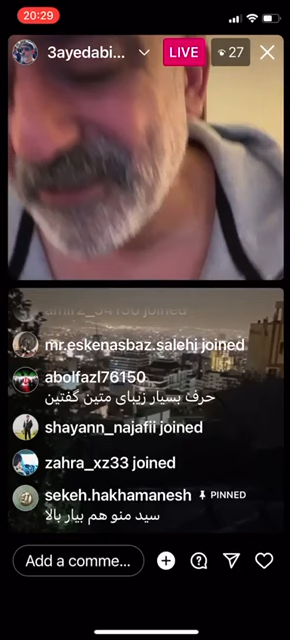 20:29
3ayedabi...
LIVE
27
joined
mr.eskenasbaz.salehi joined
abolfazl76150
حرف بسیار زیبای متین گفتین
shayann_najafii joined
zahra_xz33 joined
sekeh.hakhamanesh PINNED
سید منو هم بیار بالا
Add a comme...